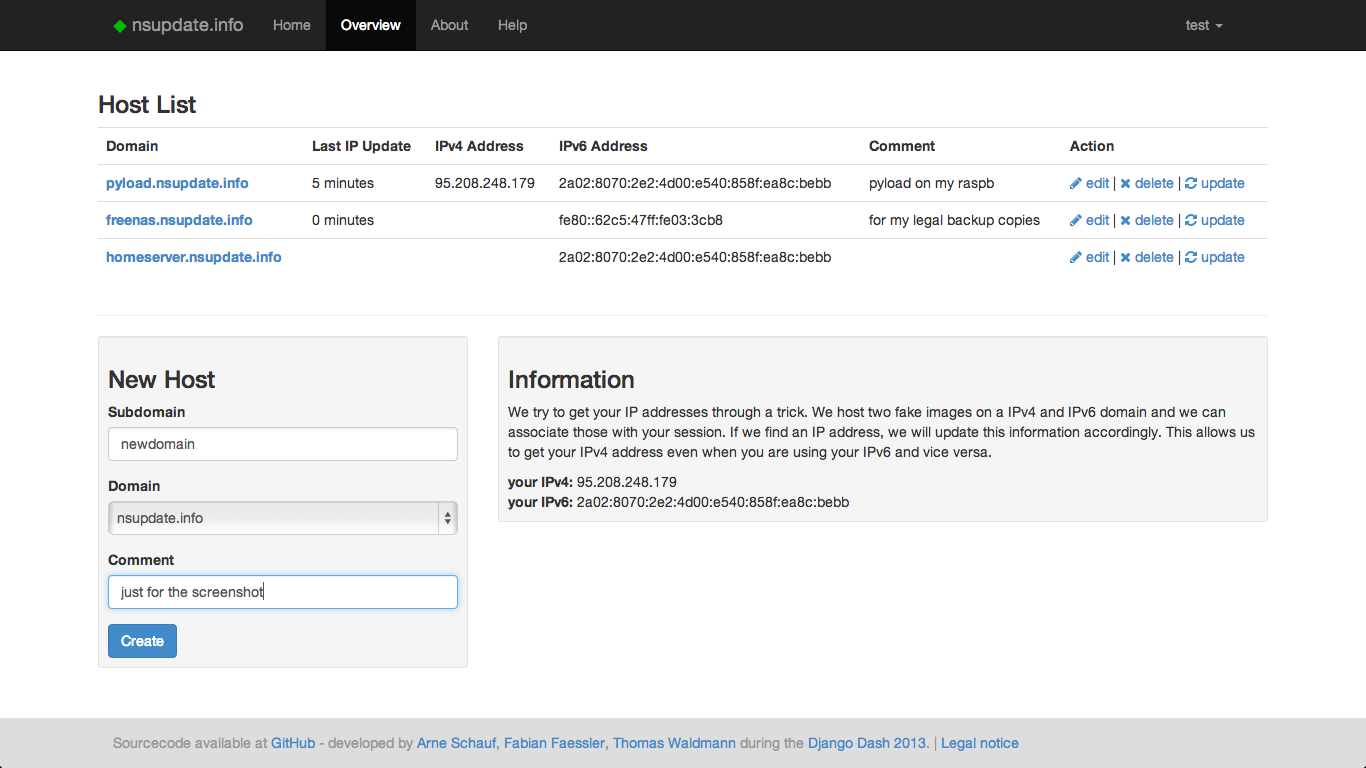 nsupdate.info Home Overview About Help test
Host List
Domain Last IP Update IPv4 Address IPv6 Address Comment Action
pyload.nsupdate.info 5 minutes 95.208.248.179 2a02:8070:2e2:4d00:e540:858f:ea8c:bebb pyload on my raspb edit | delete | update
freenas.nsupdate.info 0 minutes fe80::62c5:47ff:fe03:3cb8 for my legal backup copies edit | delete | update
homeserver.nsupdate.info 2a02:8070:2e2:4d00:e540:858f:ea8c:bebb edit | delete | update
New Host
Subdomain
newdomain
Domain
nsupdate.info
Comment
just for the screenshot
Create
Information
We try to get your IP addresses through a trick. We host two fake images on a IPv4 and IPv6 domain and we can
associate those with your session. If we find an IP address, we will update this information accordingly. This allows us
to get your IPv4 address even when you are using your IPv6 and vice versa.
your IPv4: 95.208.248.179
your IPv6: 2a02:8070:2e2:4d00:e540:858f:ea8c:bebb
Sourcecode available at GitHub - developed by Arne Schauf, Fabian Faessler, Thomas Waldmann during the Django Dash 2013. | Legal notice